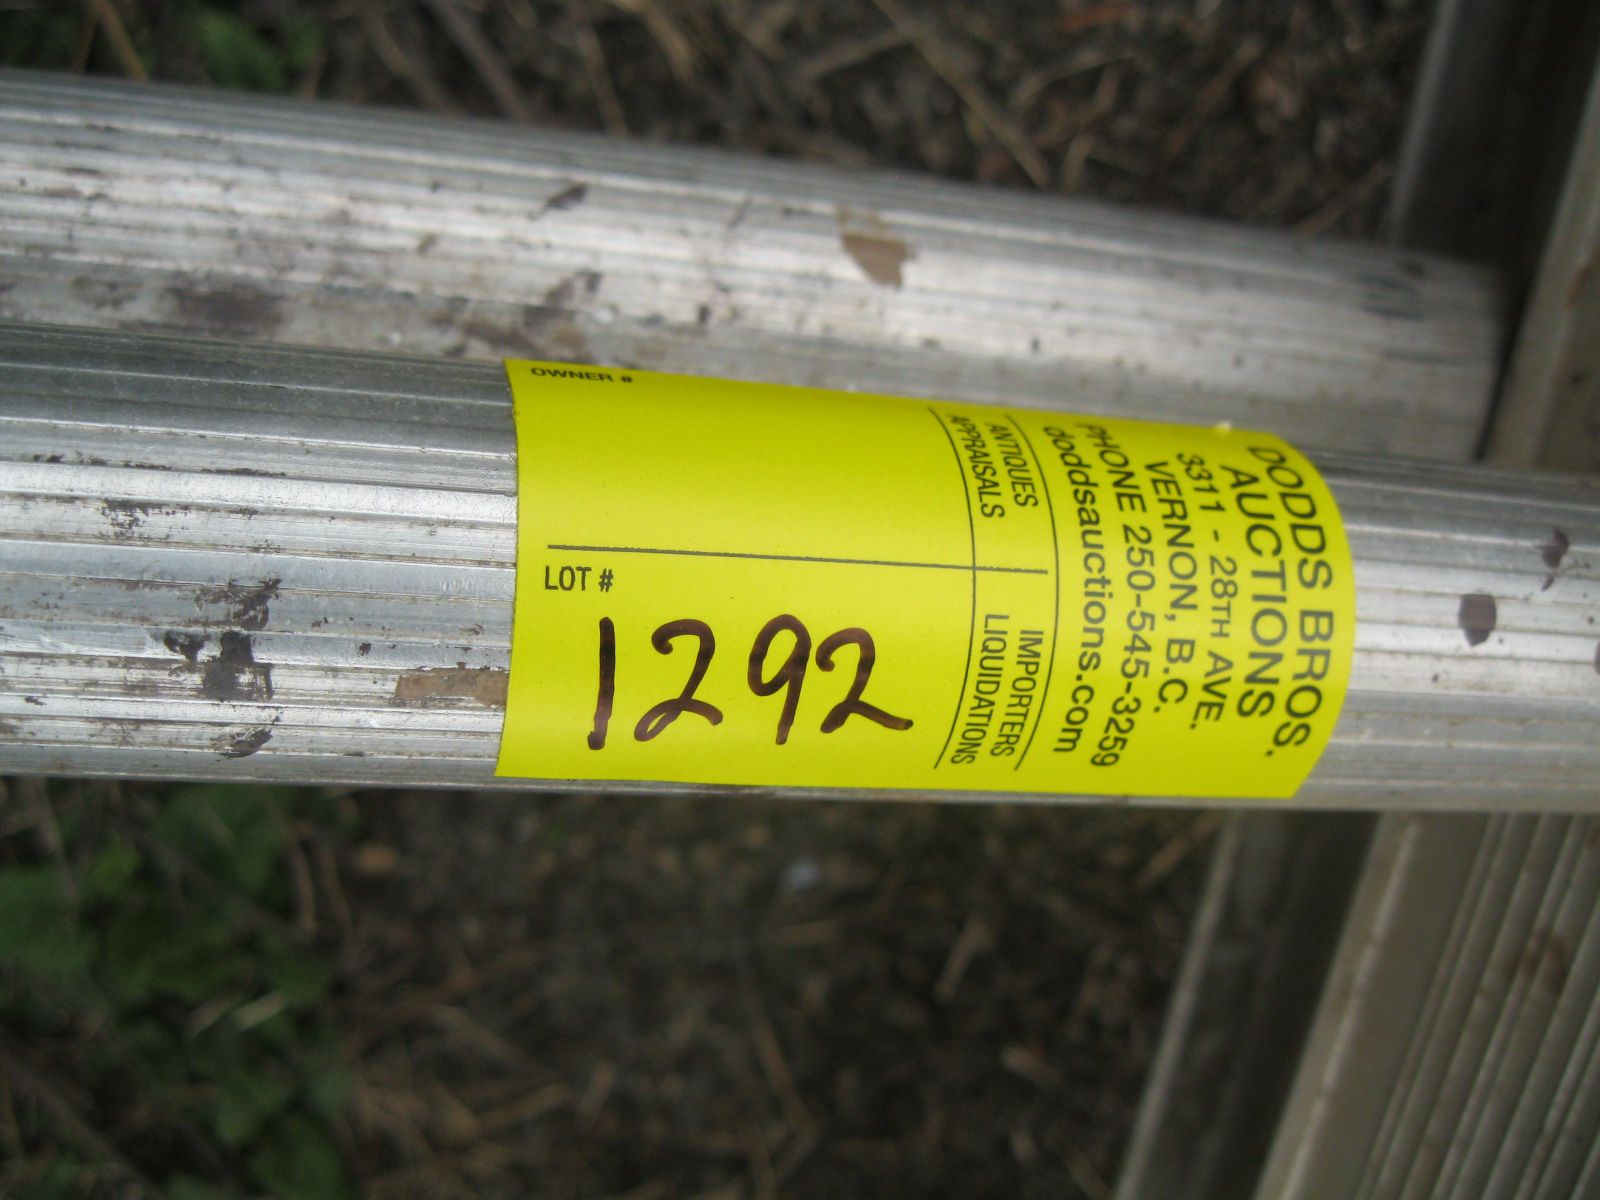 DODDS BROS.
AUCTIONS
3311 - 28TH AVE.
VERNON, B.C.
PHONE 250-545-3259
doddsauctions.com
ANTIQUES
APPRAISALS
IMPORTERS
LIQUIDATIONS
OWNER #
LOT #
1292